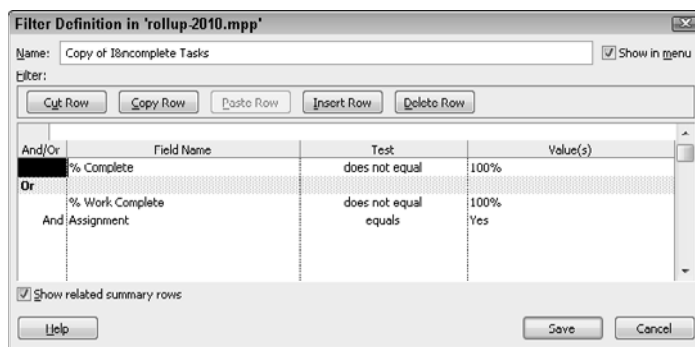 Filter Definition in 'rollup-2010.mpp'
Name: Copy of I&ncomplete Tasks Show in menu
Filter:
Cut Row Copy Row Paste Row Insert Row Delete Row
And/Or Field Name Test Value(s)
% Complete does not equal 100%
Or
% Work Complete does not equal 100%
And Assignment equals Yes
Show related summary rows
Help Save Cancel